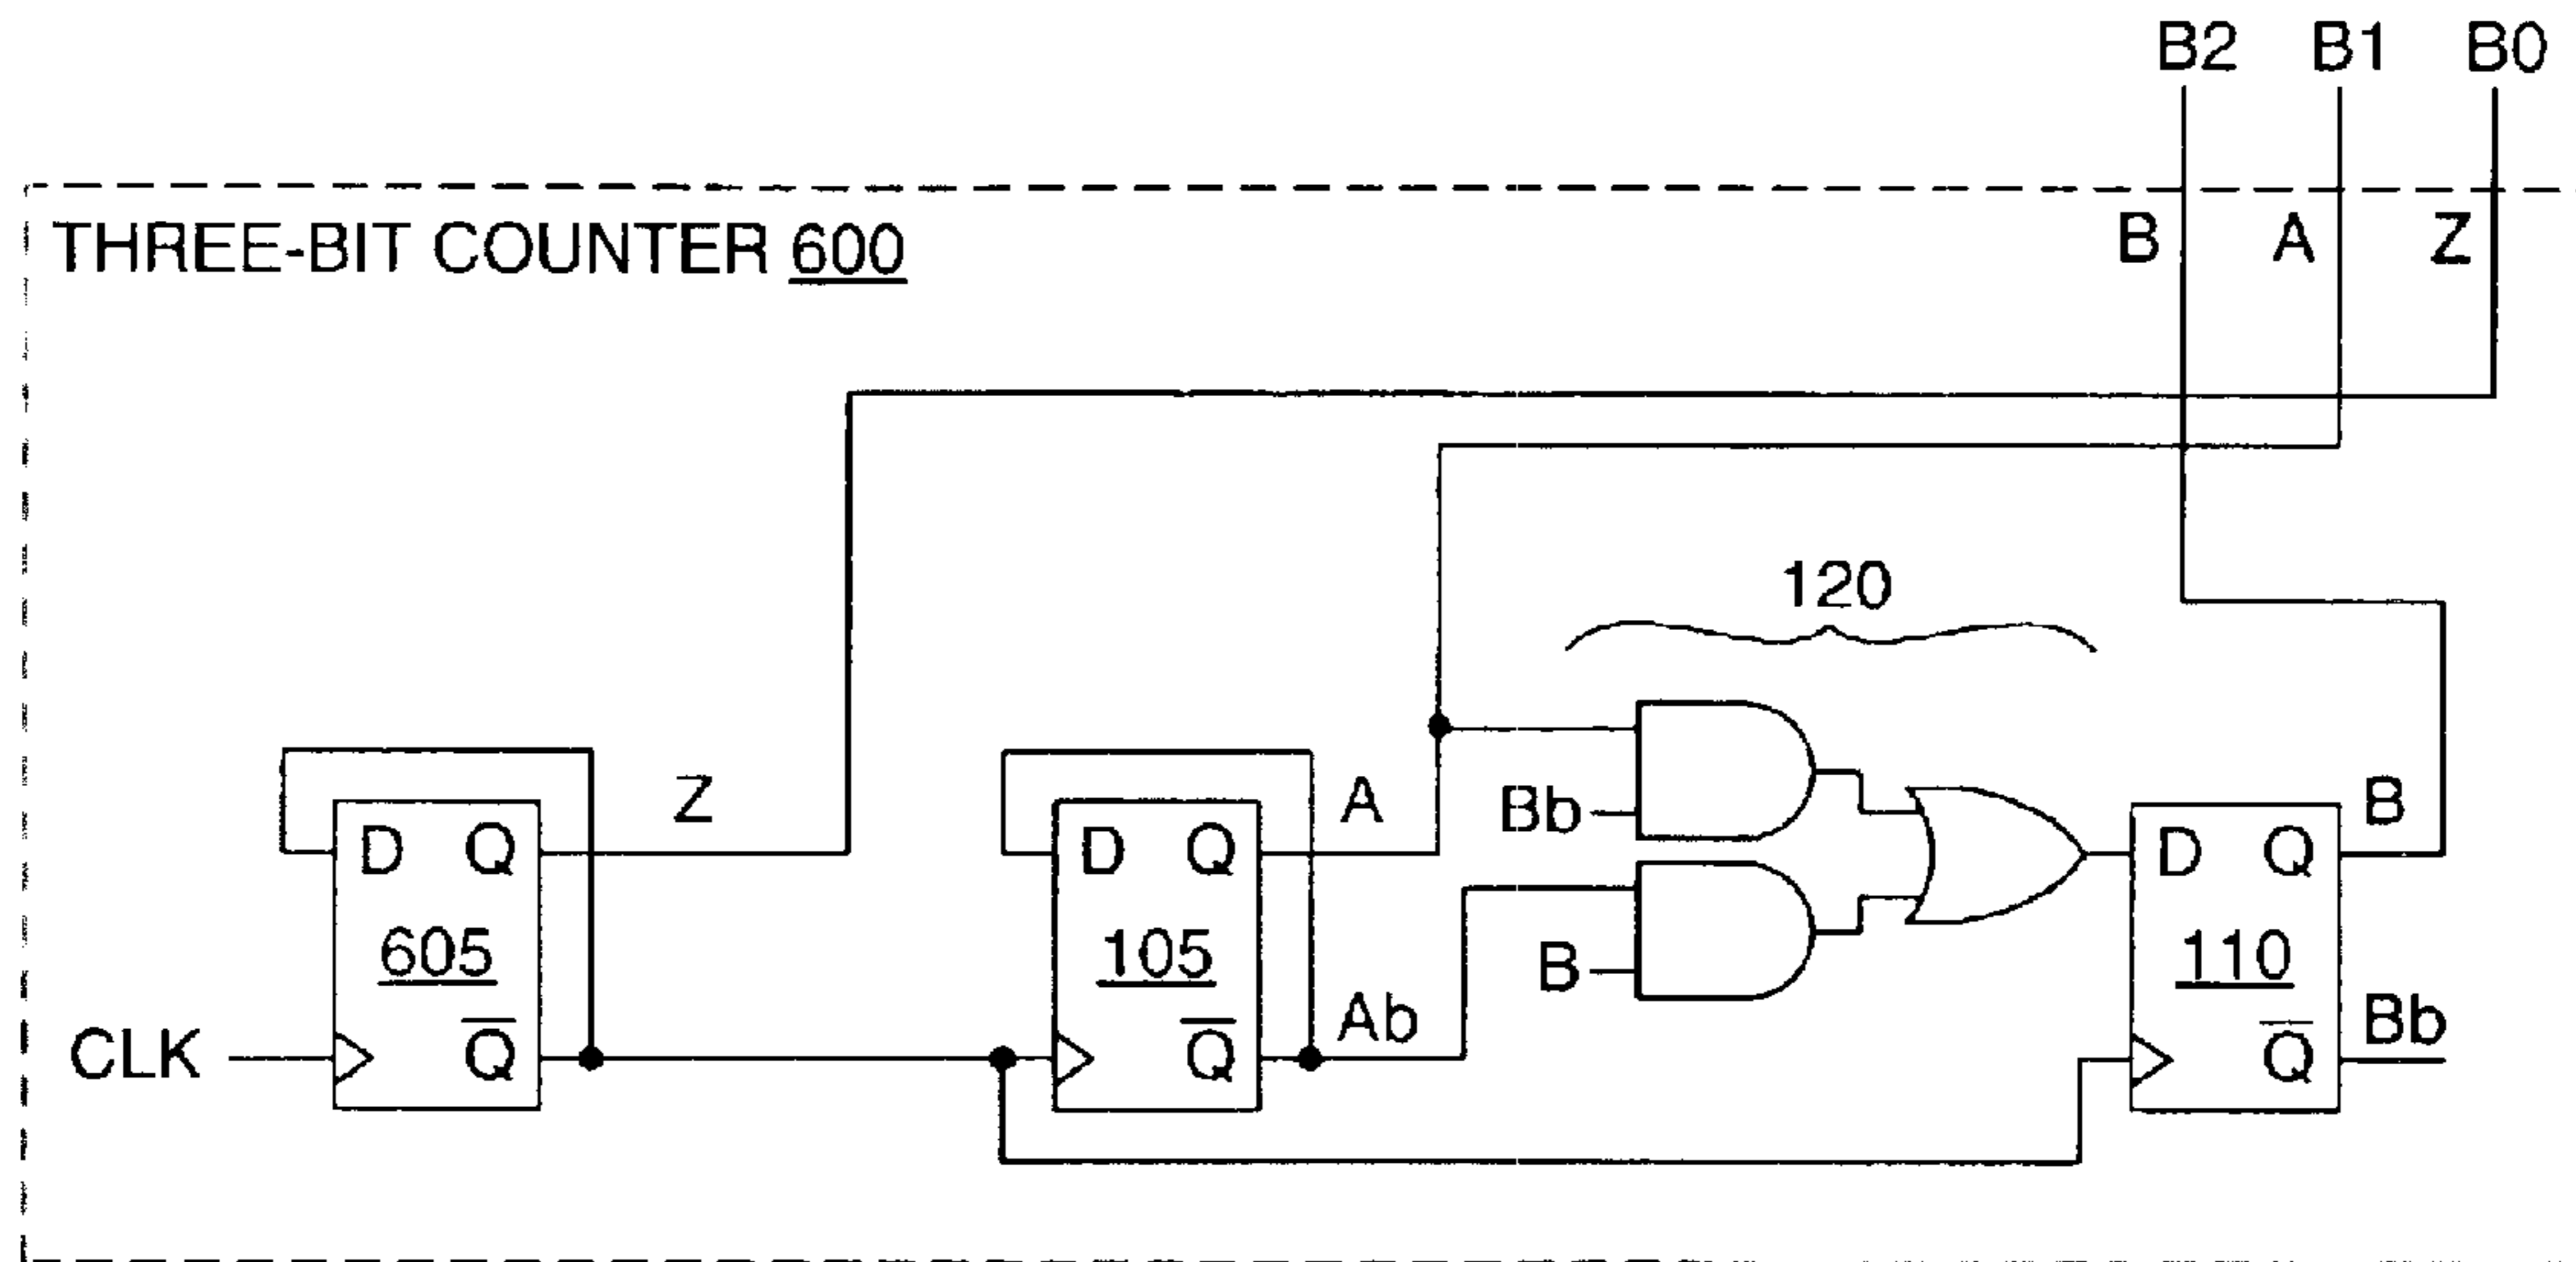 B2 B1 B0
THREE-BIT COUNTER 600
B A Z
120
Z
A
Bb
B
D Q
605
Q
CLK
D Q
105
Q
Ab
B
D Q
110
Q
Bb